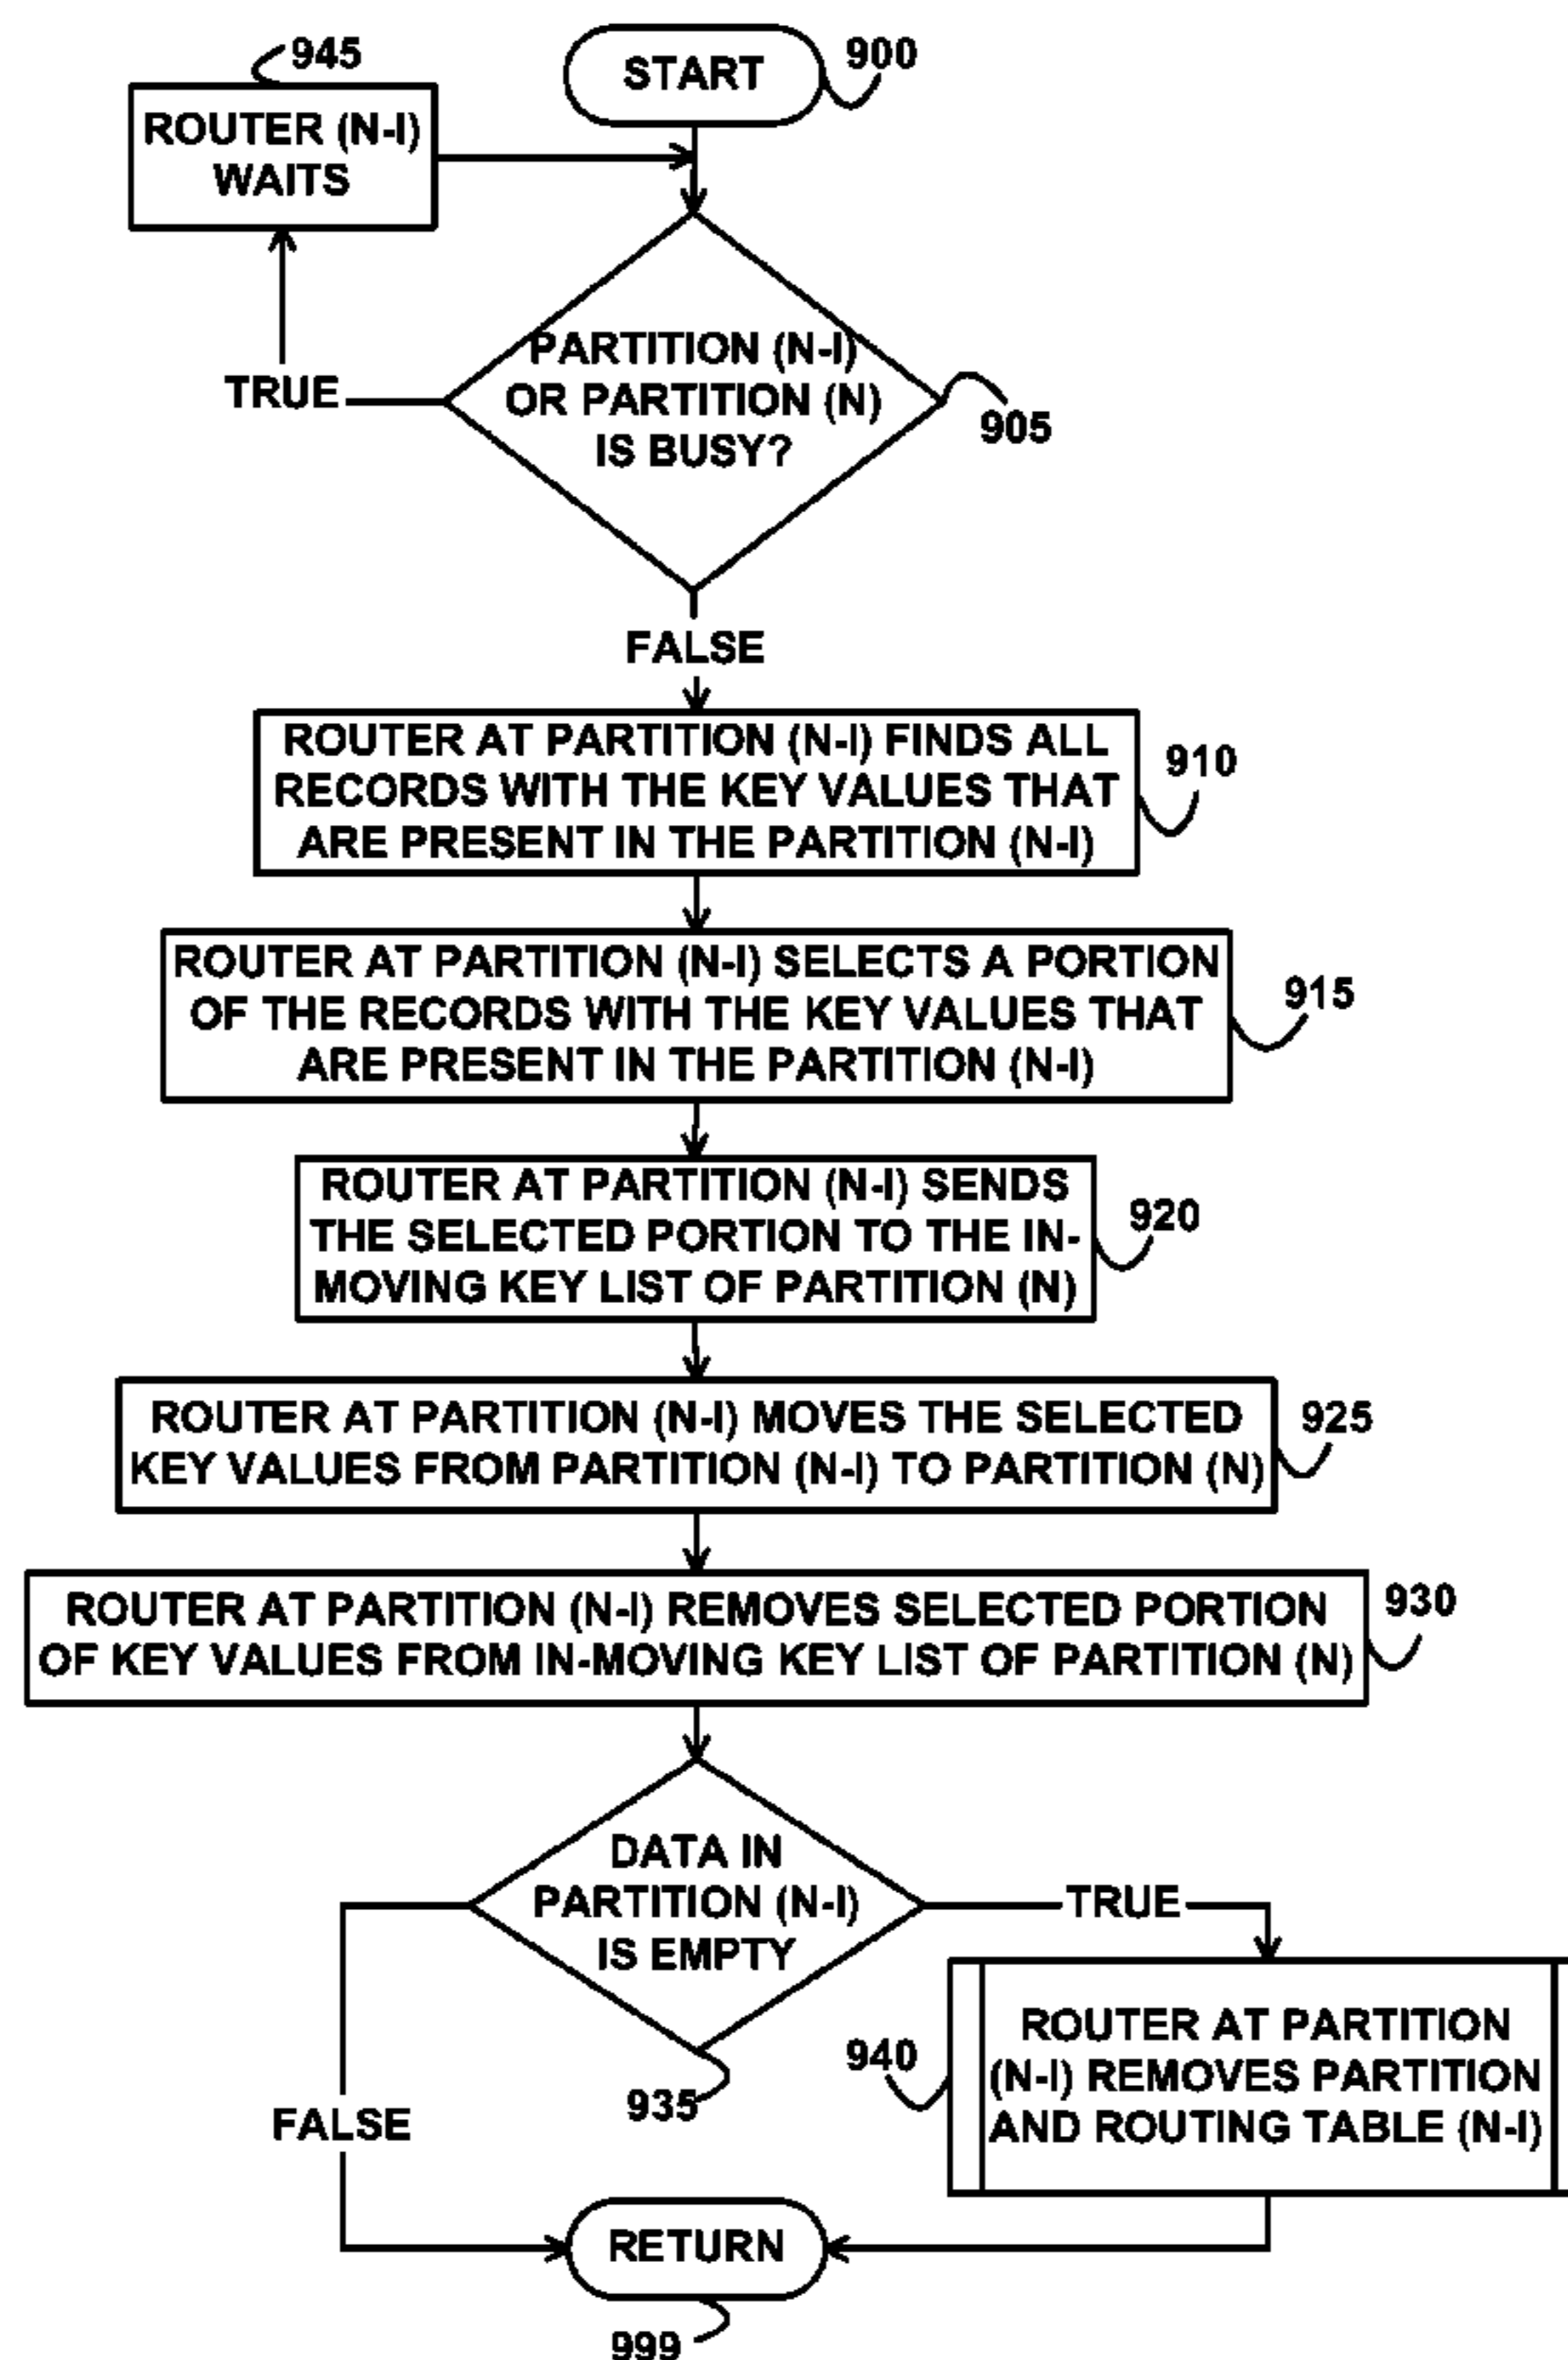 945
START
900
ROUTER (N-I)
WAITS
PARTITION (N-I)
OR PARTITION (N)
IS BUSY?
TRUE
905
FALSE
ROUTER AT PARTITION (N-I) FINDS ALL
RECORDS WITH THE KEY VALUES THAT
ARE PRESENT IN THE PARTITION (N-I)
910
ROUTER AT PARTITION (N-I) SELECTS A PORTION
OF THE RECORDS WITH THE KEY VALUES THAT
ARE PRESENT IN THE PARTITION (N-I)
915
ROUTER AT PARTITION (N-I) SENDS
THE SELECTED PORTION TO THE IN-
MOVING KEY LIST OF PARTITION (N)
920
ROUTER AT PARTITION (N-I) MOVES THE SELECTED
KEY VALUES FROM PARTITION (N-I) TO PARTITION (N)
925
ROUTER AT PARTITION (N-I) REMOVES SELECTED PORTION
OF KEY VALUES FROM IN-MOVING KEY LIST OF PARTITION (N)
930
DATA IN
PARTITION (N-I)
IS EMPTY
TRUE
935
940
ROUTER AT PARTITION
(N-I) REMOVES PARTITION
AND ROUTING TABLE (N-I)
FALSE
RETURN
999